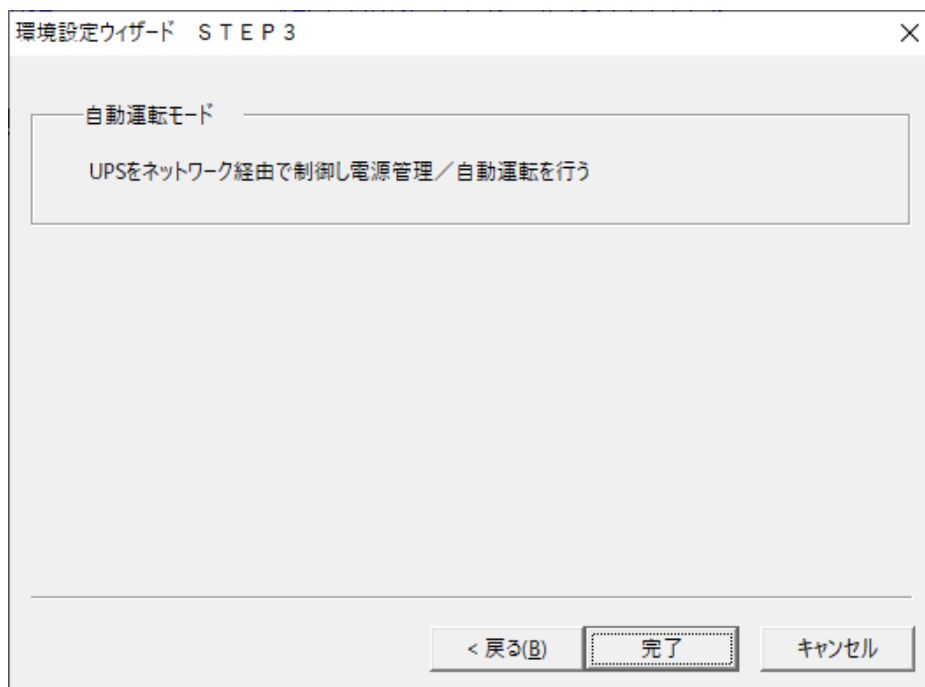 環境設定ウィザード ＳＴＥＰ３
自動運転モード
UPSをネットワーク経由で制御し電源管理／自動運転を行う
< 戻る(B)
完了
キャンセル